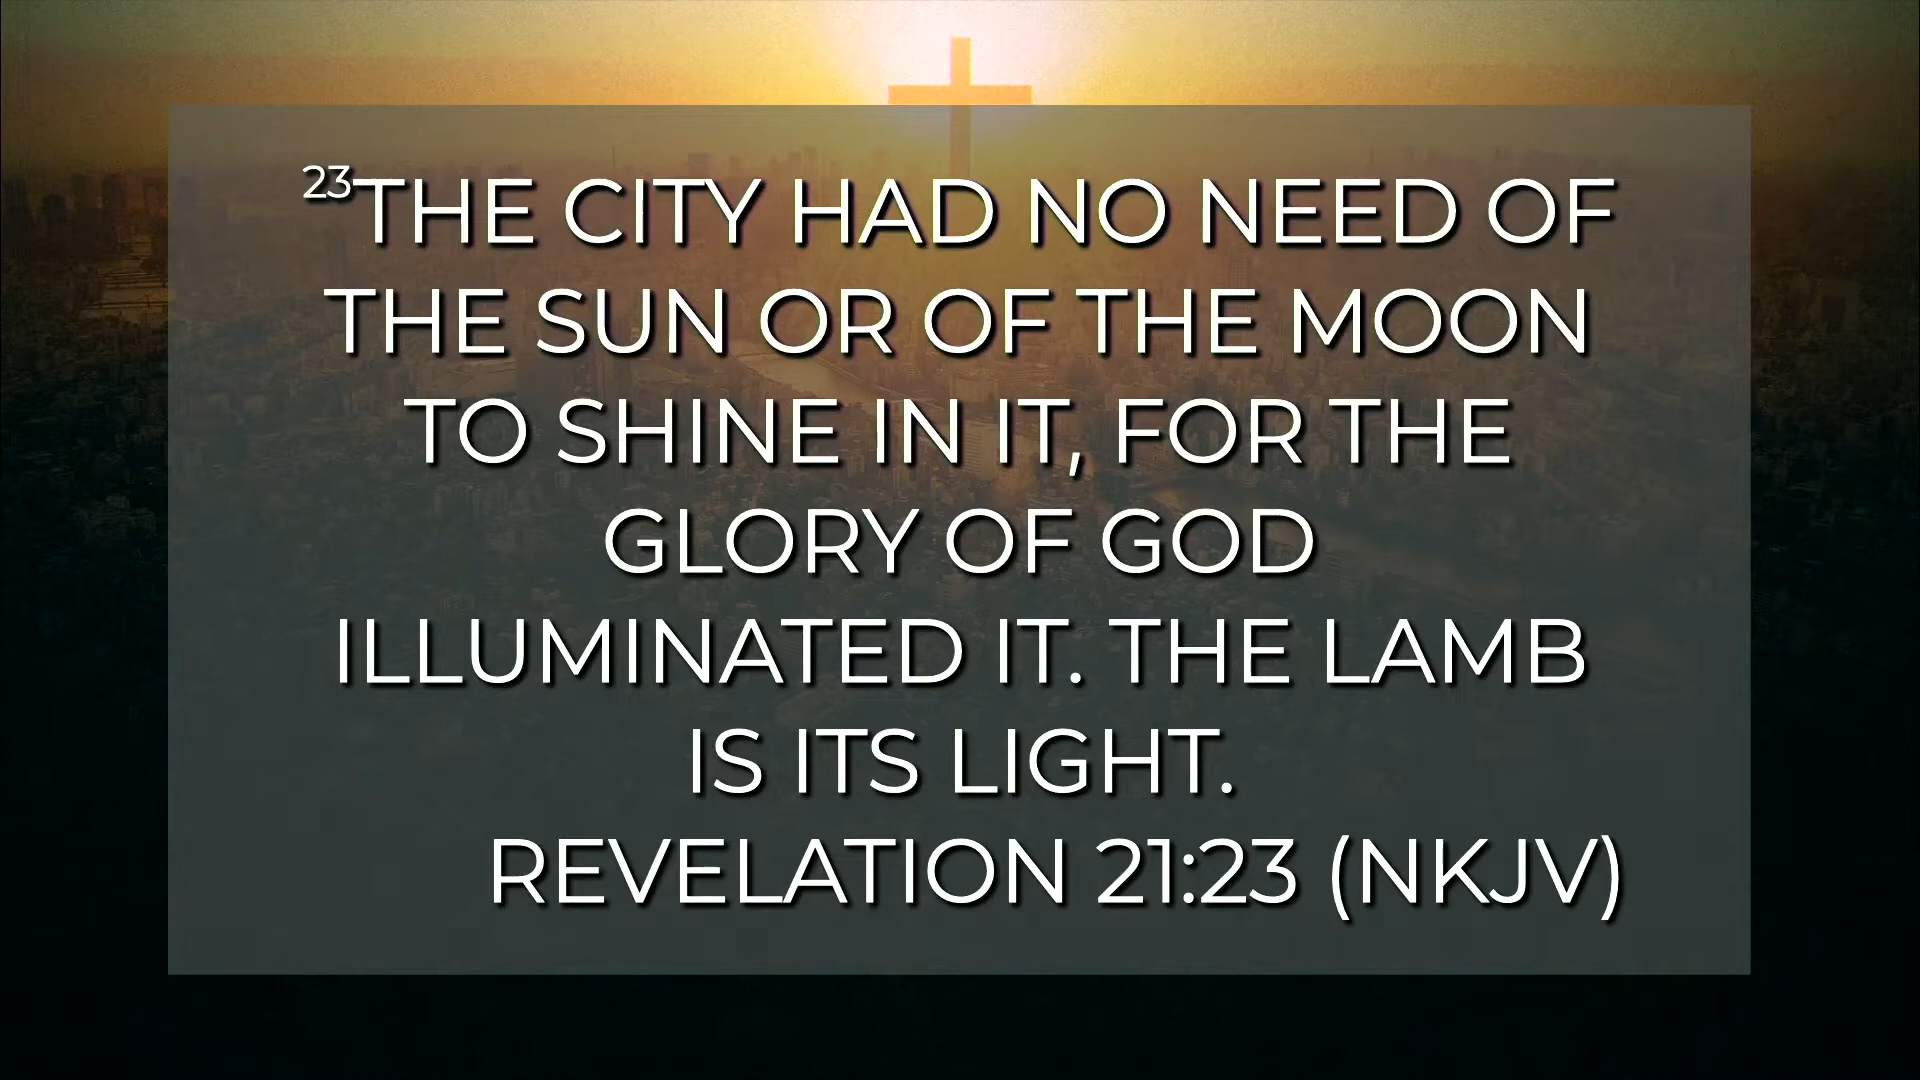 23THE CITY HAD NO NEED OF
THE SUN OR OF THE MOON
TO SHINE IN IT, FOR THE
GLORY OF GOD
ILLUMINATED IT. THE LAMB
IS ITS LIGHT.
REVELATION 21:23 (NKJV)